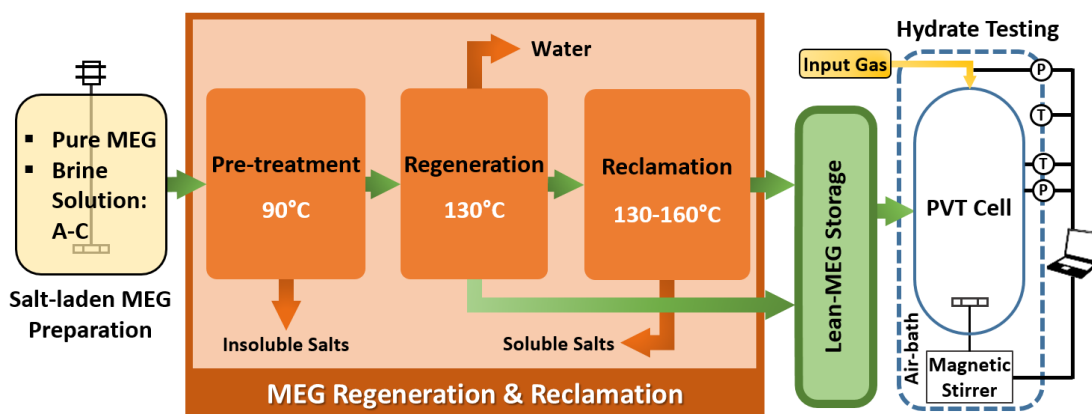 ▪ Pure MEG
▪ Brine
Solution:
A-C
Salt-laden MEG
Preparation
Water
Pre-treatment
90°C
Regeneration
130°C
Reclamation
130-160°C
Insoluble Salts
Soluble Salts
MEG Regeneration & Reclamation
Lean-MEG Storage
Hydrate Testing
Input Gas
P
T
T
P
PVT Cell
Air-bath
Magnetic
Stirrer